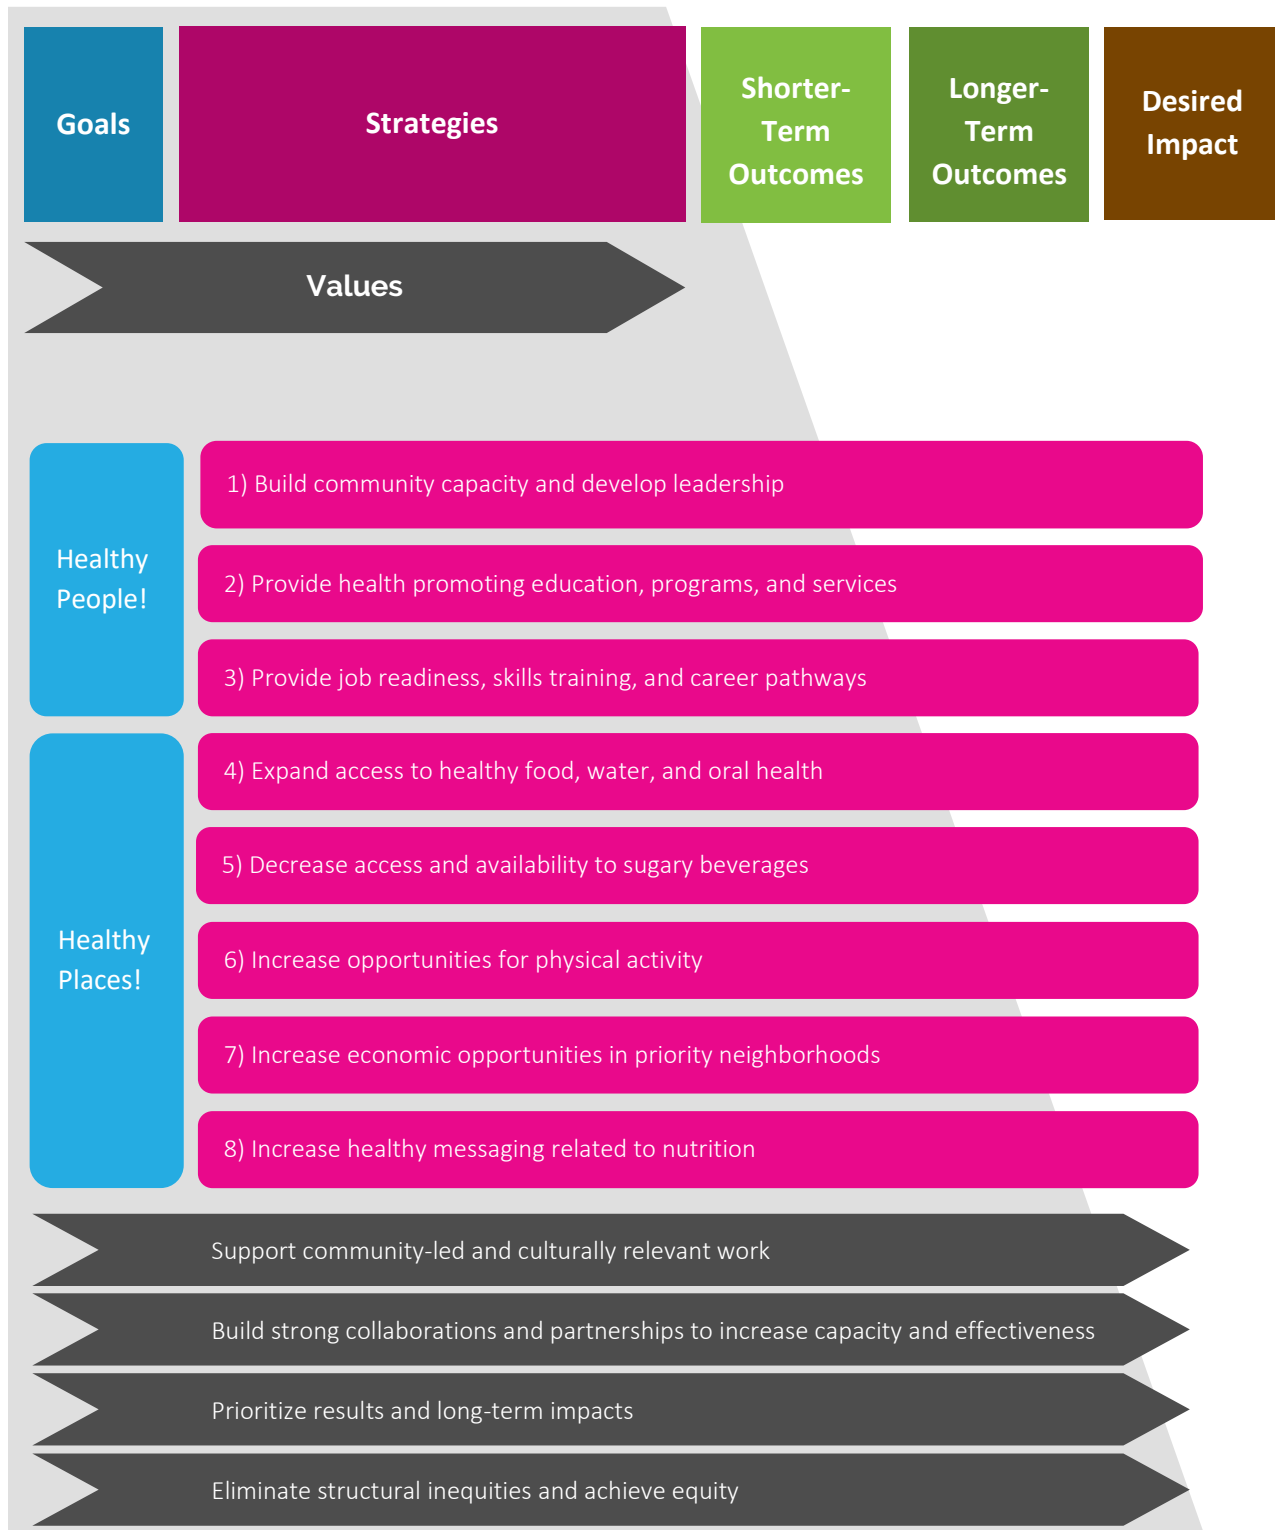 Goals
Strategies
Shorter-
Term
Outcomes
Longer-
Term
Outcomes
Desired
Impact
Values
Healthy
People!
1) Build community capacity and develop leadership
2) Provide health promoting education, programs, and services
3) Provide job readiness, skills training, and career pathways
Healthy
Places!
4) Expand access to healthy food, water, and oral health
5) Decrease access and availability to sugary beverages
6) Increase opportunities for physical activity
7) Increase economic opportunities in priority neighborhoods
8) Increase healthy messaging related to nutrition
Support community-led and culturally relevant work
Build strong collaborations and partnerships to increase capacity and effectiveness
Prioritize results and long-term impacts
Eliminate structural inequities and achieve equity